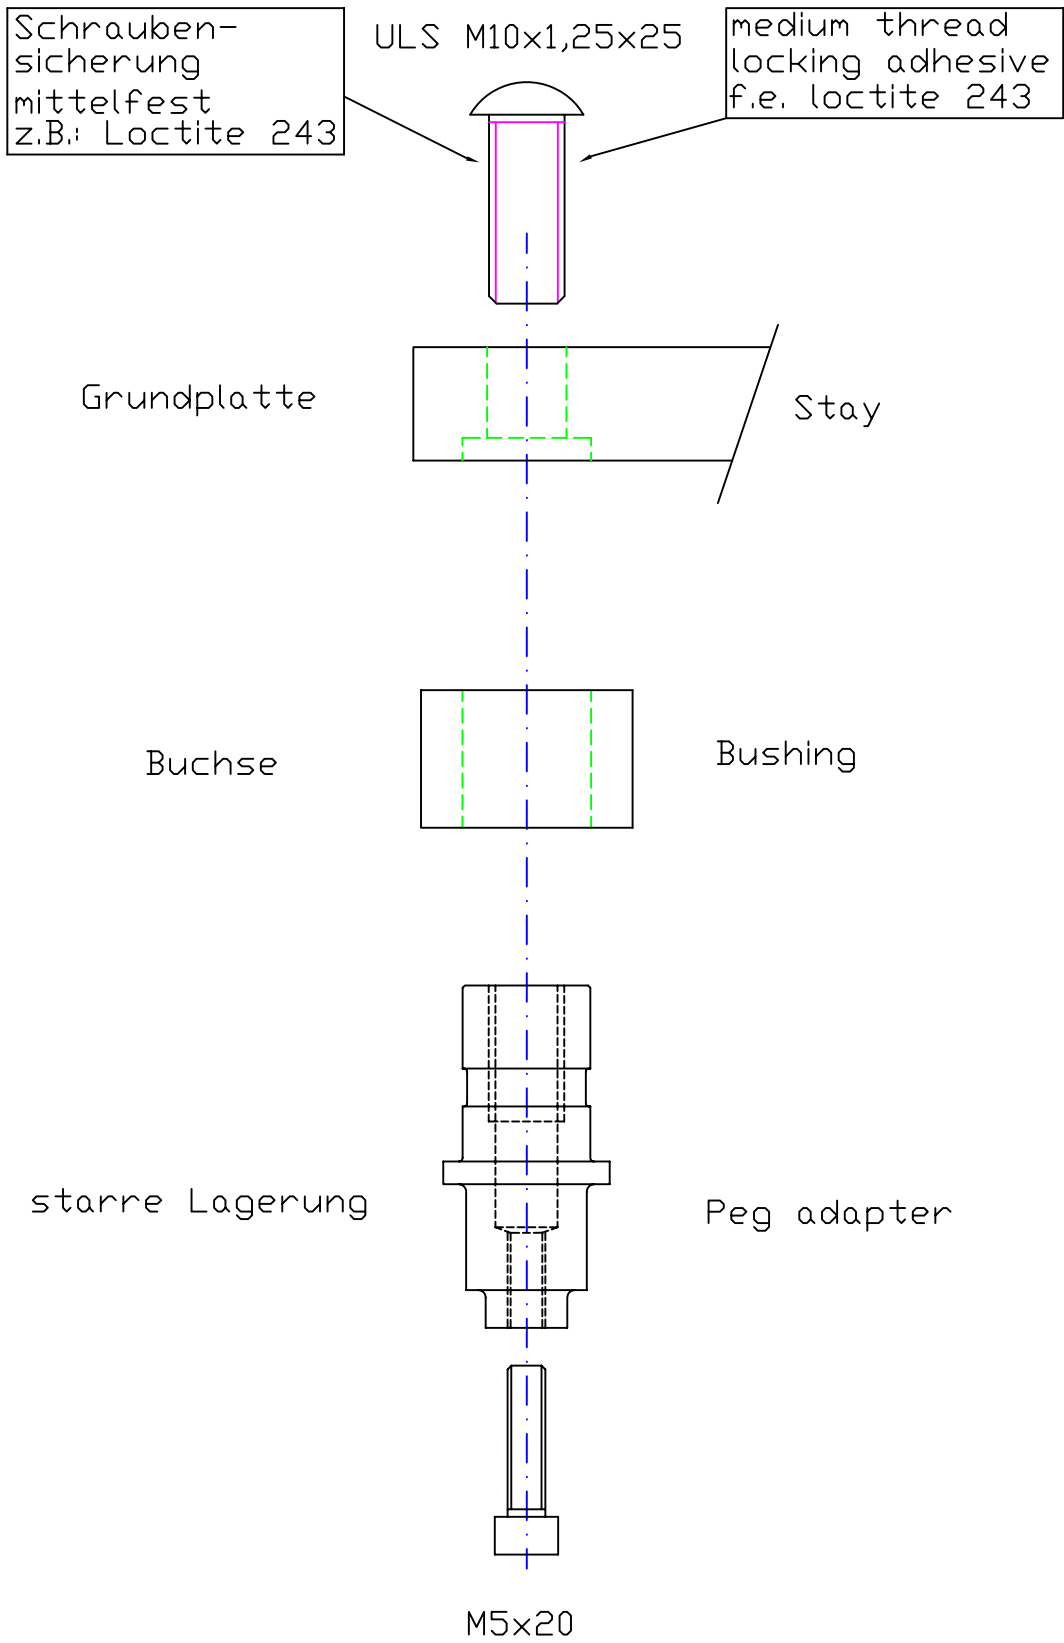 Schrauben-
sicherung
mittelfest
z.B.: Loctite 243
ULS M10x1,25x25
medium thread
locking adhesive
f.e. loctite 243
Grundplatte
Stay
Buchse
Bushing
starre Lagerung
Peg adapter
M5x20